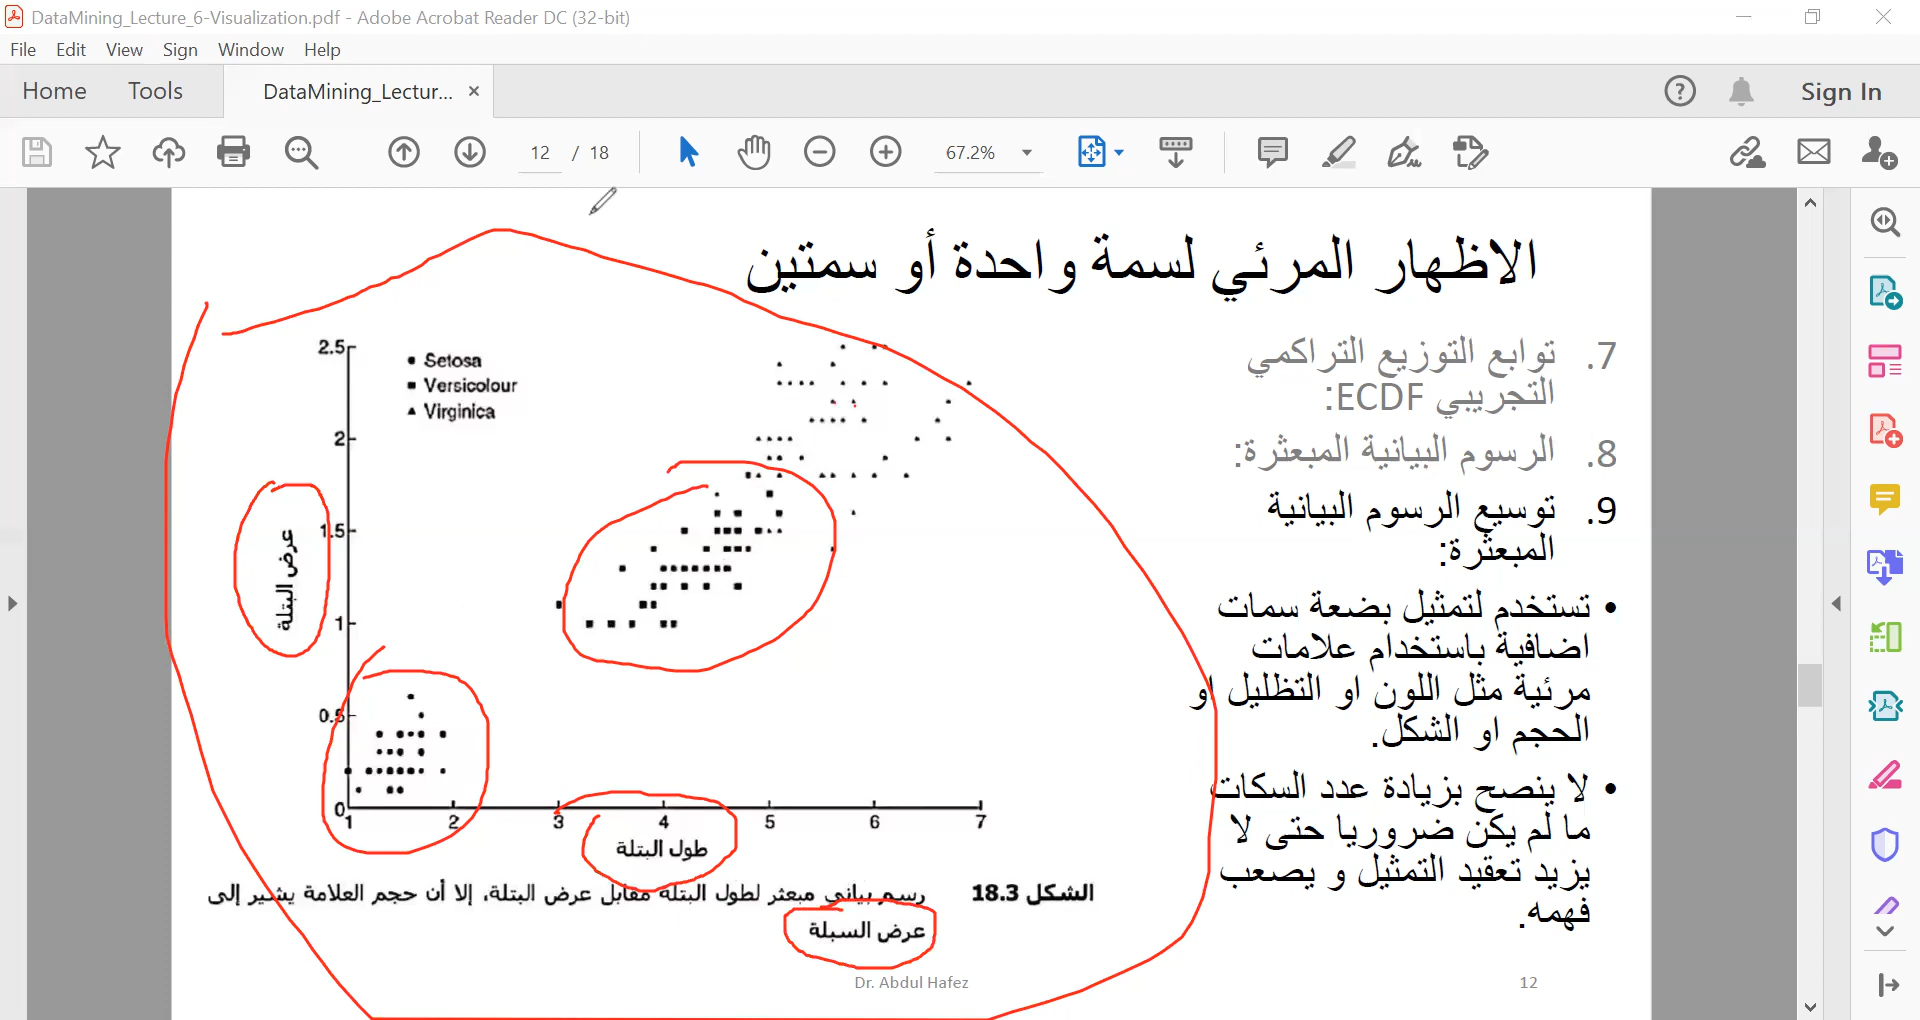 DataMining_Lecture_6-Visualization.pdf - Adobe Acrobat Reader DC (32-bit)
File Edit View Sign Window Help
Home Tools DataMining_Lectur... × Sign In
12 / 18 67.2%
الاظهار المرئي لسمة واحدة أو سمتين
7. توابع التوزيع التراكمي
التجريبي ECDF:
8. الرسوم البيانية المبعثرة:
9. توسيع الرسوم البيانية
المبعثرة:
• تستخدم لتمثيل بضعة سمات
اضافية باستخدام علامات
مرئية مثل اللون او التظليل او
الحجم او الشكل.
• لا ينصح بزيادة عدد السكات
ما لم يكن ضروريا حتى لا
يزيد تعقيد التمثيل و يصعب
فهمه.
2.5
Setosa
Versicolour
Virginica
2
1.5
عرض البتلة
1
0.5
0
1 2 3 4 5 6 7
طول البتلة
الشكل 18.3 رسم بياني مبعثر لطول البتلة مقابل عرض البتلة، إلا أن حجم العلامة يشير إلى
عرض السبلة
Dr. Abdul Hafez
12